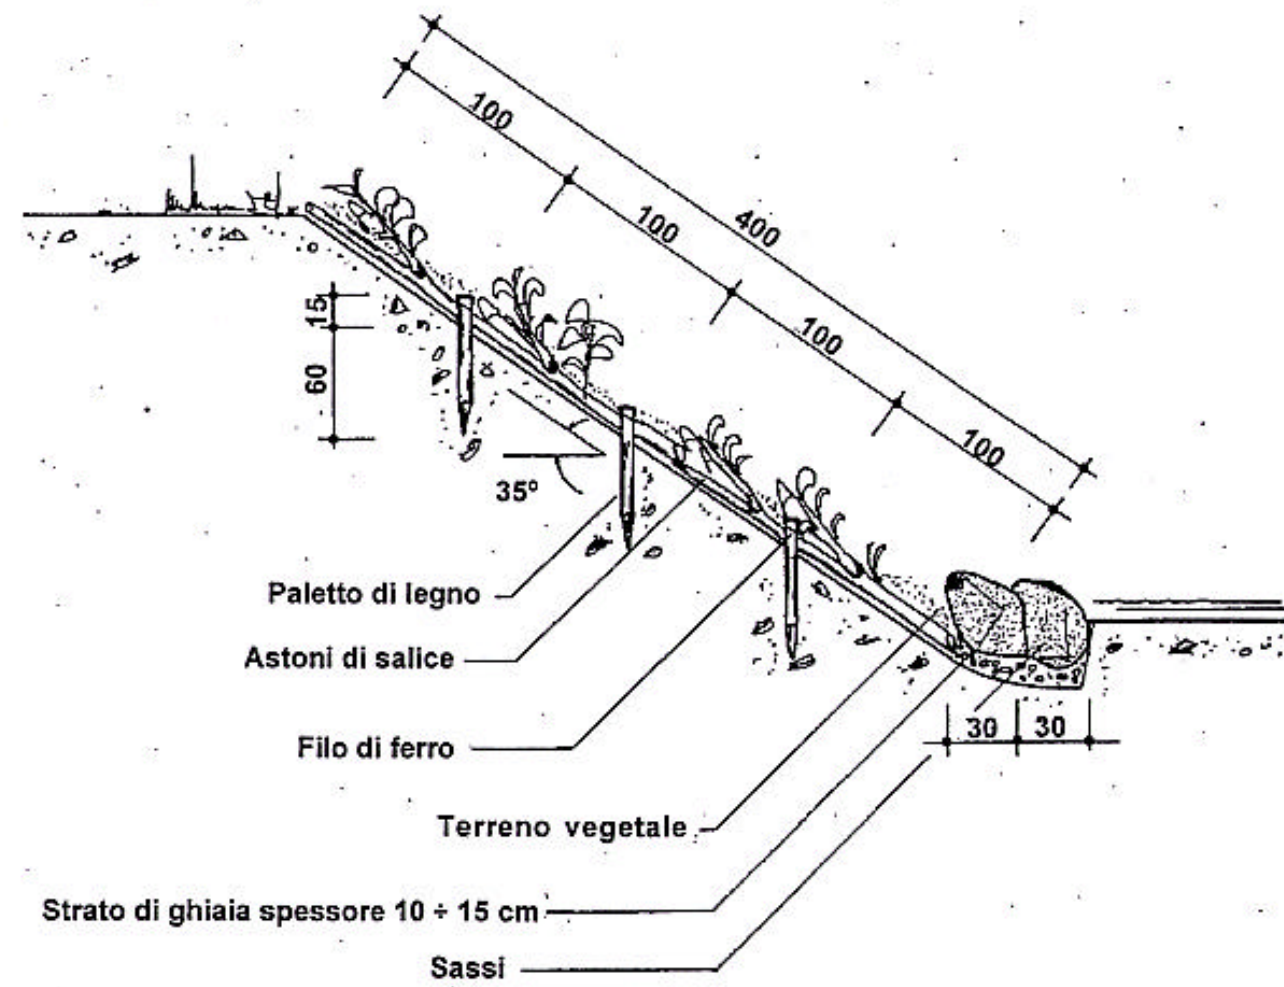 100
100
400
100
100
15
60
35°
Paletto di legno
Astoni di salice
30 30
Filo di ferro
Terreno vegetale
Strato di ghiaia spessore 10 ÷ 15 cm
Sassi